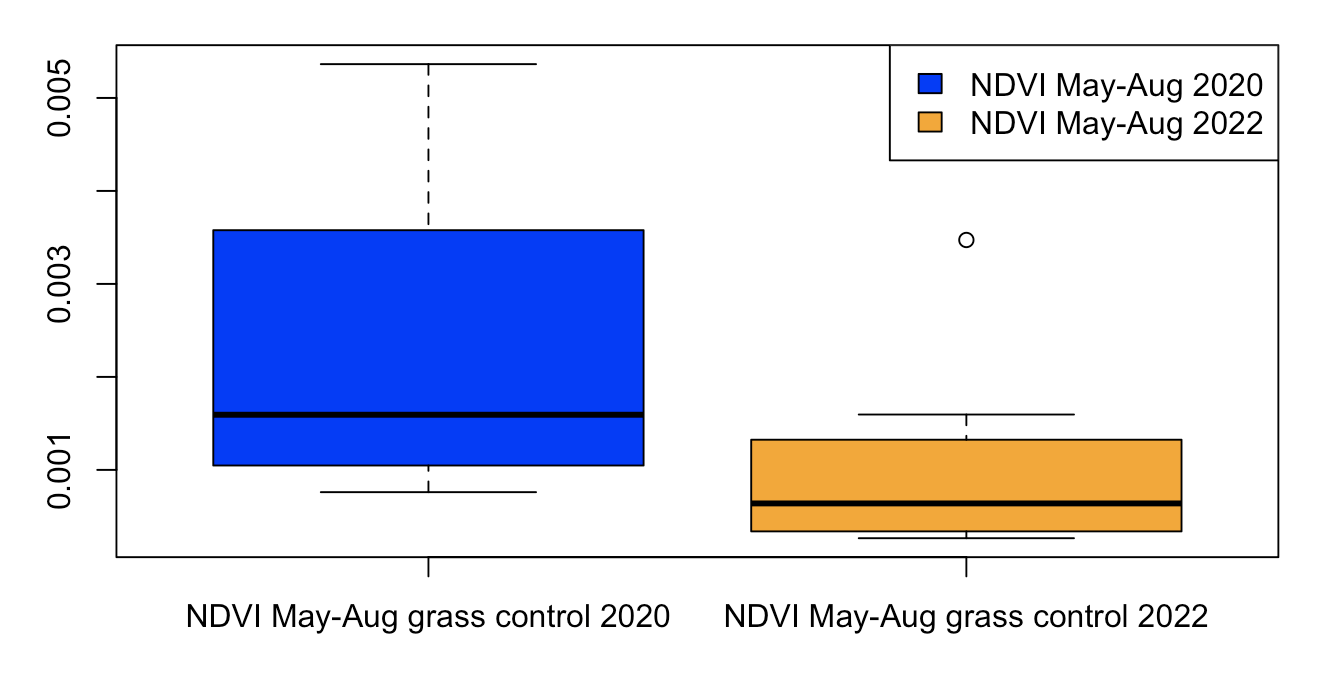 0.005
0.003
0.001
NDVI May-Aug 2020
NDVI May-Aug 2022
NDVI May-Aug grass control 2020
NDVI May-Aug grass control 2022